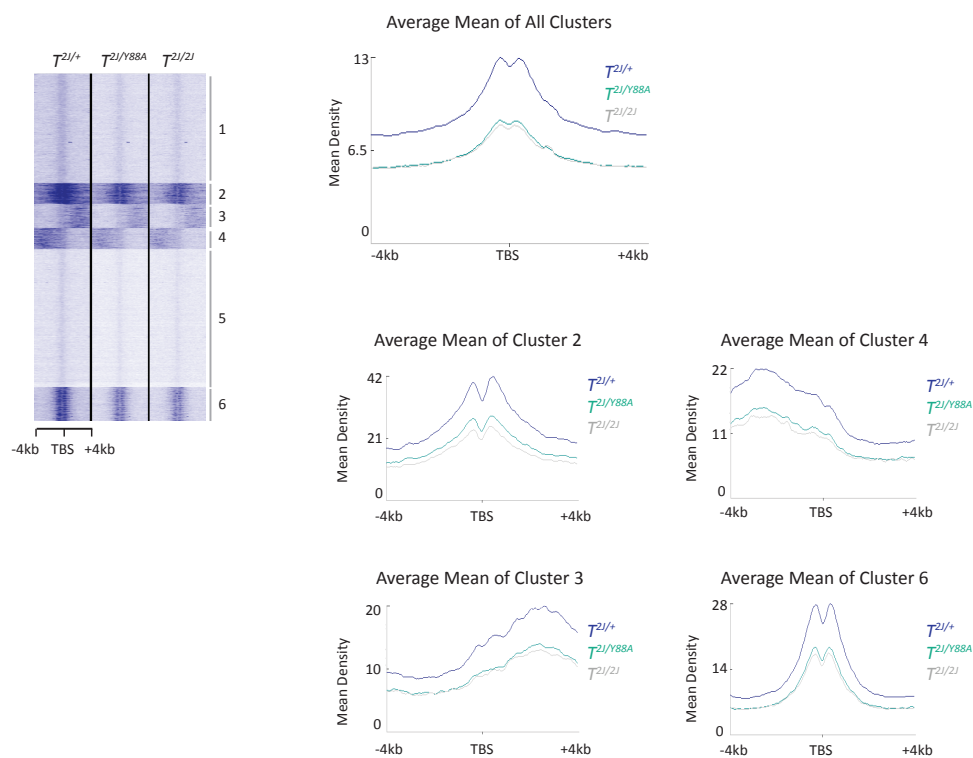 T2J/+ T2J/Y88A T2J/2J
1
2
3
4
5
6
-4kb TBS +4kb
Average Mean of All Clusters
Mean Density
13
6.5
0
-4kb TBS +4kb
T2J/+
T2J/Y88A
T2J/2J
Average Mean of Cluster 2
Mean Density
42
21
0
-4kb TBS +4kb
T2J/+
T2J/Y88A
T2J/2J
Average Mean of Cluster 4
Mean Density
22
11
0
-4kb TBS +4kb
T2J/+
T2J/Y88A
T2J/2J
Average Mean of Cluster 3
Mean Density
20
10
0
-4kb TBS +4kb
T2J/+
T2J/Y88A
T2J/2J
Average Mean of Cluster 6
Mean Density
28
14
0
-4kb TBS +4kb
T2J/+
T2J/Y88A
T2J/2J